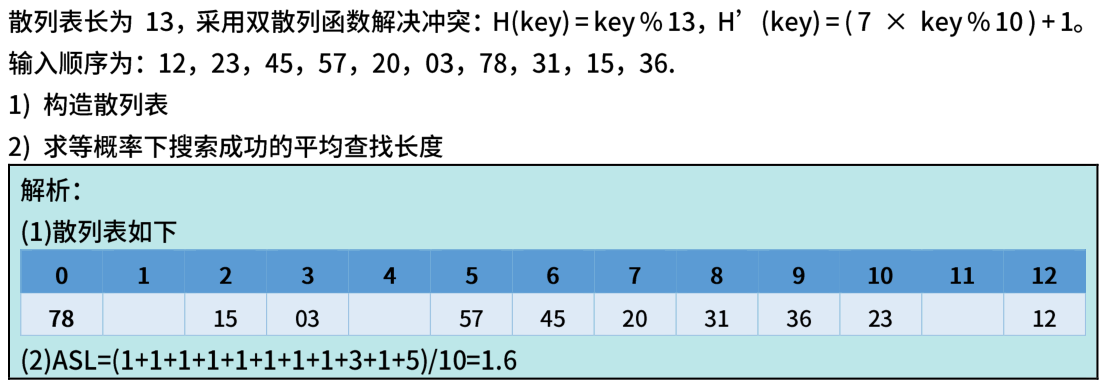 散列表长为 13，采用双散列函数解决冲突：H(key)=key%13，H’(key)=(7 × key%10)+1。
输入顺序为：12，23，45，57，20，03，78，31，15，36.
1) 构造散列表
2) 求等概率下搜索成功的平均查找长度
解析：
(1)散列表如下
0 1 2 3 4 5 6 7 8 9 10 11 12
78 15 03 57 45 20 31 36 23 12
(2)ASL=(1+1+1+1+1+1+1+1+3+1+5)/10=1.6